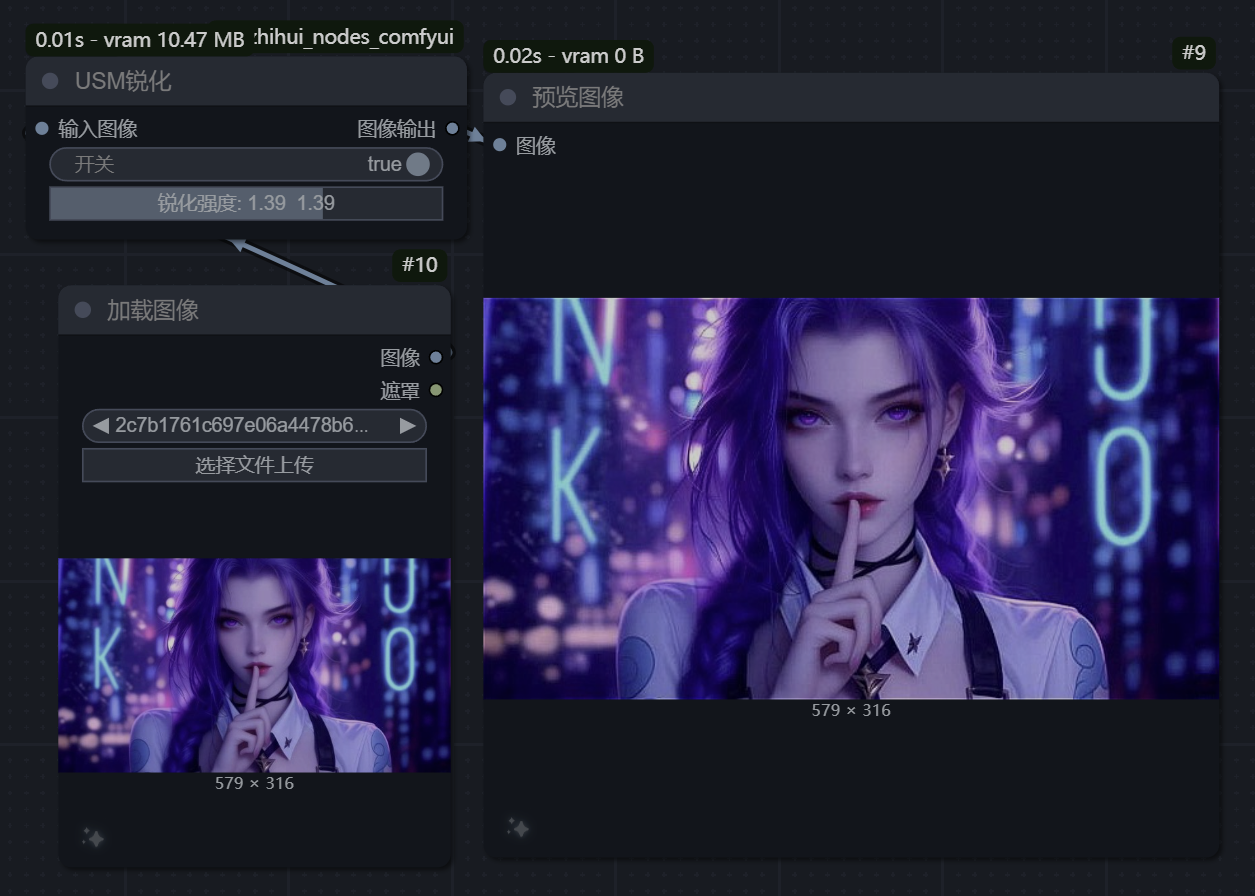 0.01s - vram 10.47 MB
hihui_nodes_comfyui
USM锐化
输入图像
图像输出
开关
true
锐化强度: 1.39 1.39
#10
加载图像
图像
遮罩
2c7b1761c697e06a4478b6...
选择文件上传
N
K
O
579 × 316
0.02s - vram 0 B
#9
预览图像
图像
N
K
O
579 × 316